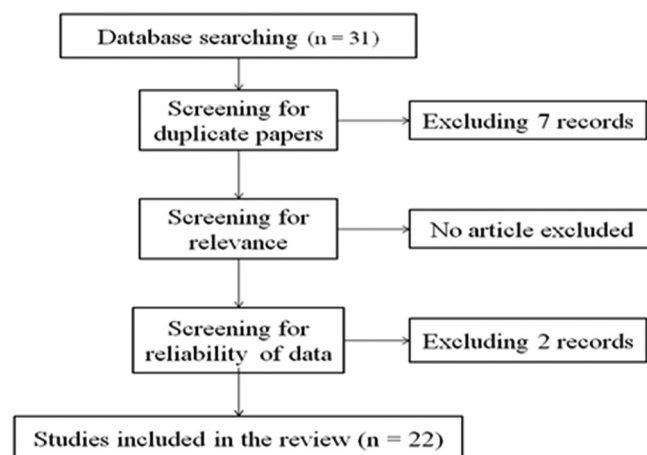 Database searching (n = 31)
Screening for
duplicate papers
Excluding 7 records
Screening for
relevance
No article excluded
Screening for
reliability of data
Excluding 2 records
Studies included in the review (n = 22)